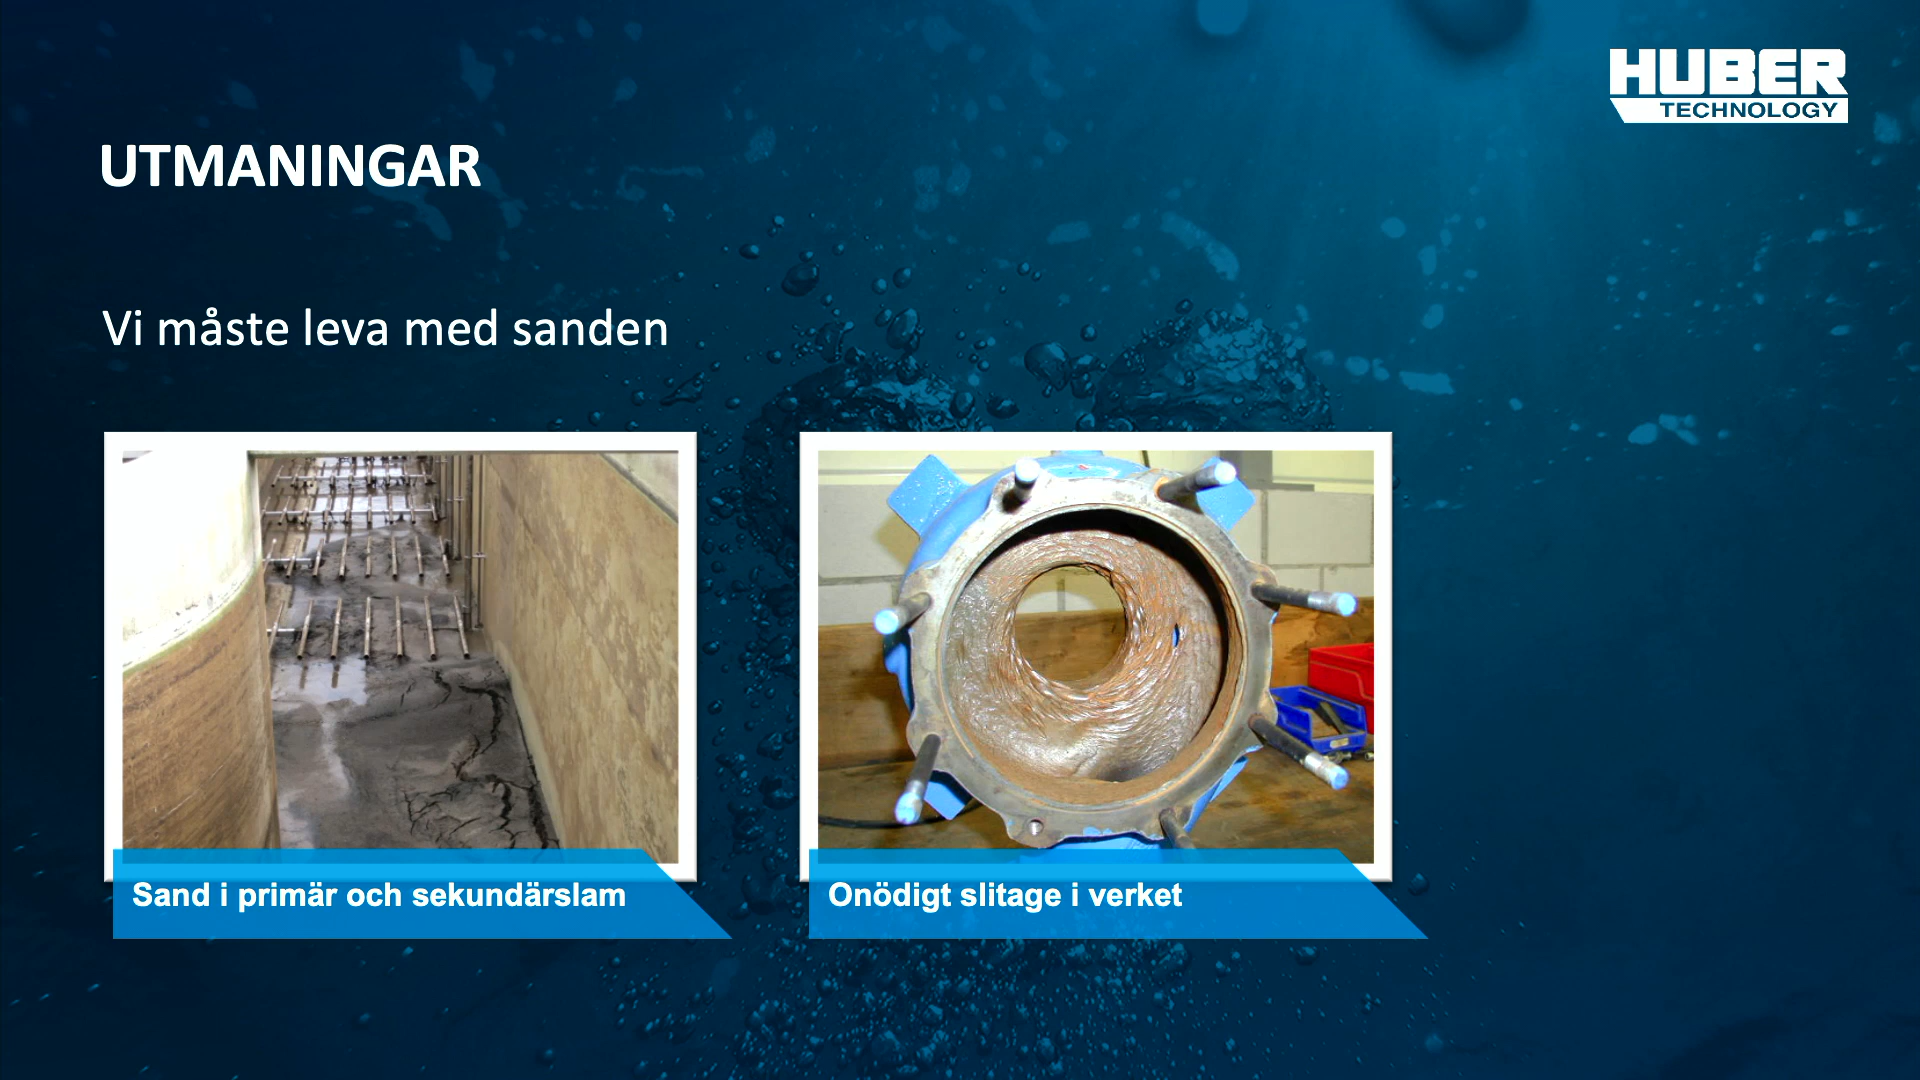 HUBER
TECHNOLOGY
UTMANINGAR
Vi måste leva med sanden
Sand i primär och sekundärslam
Onödigt slitage i verket